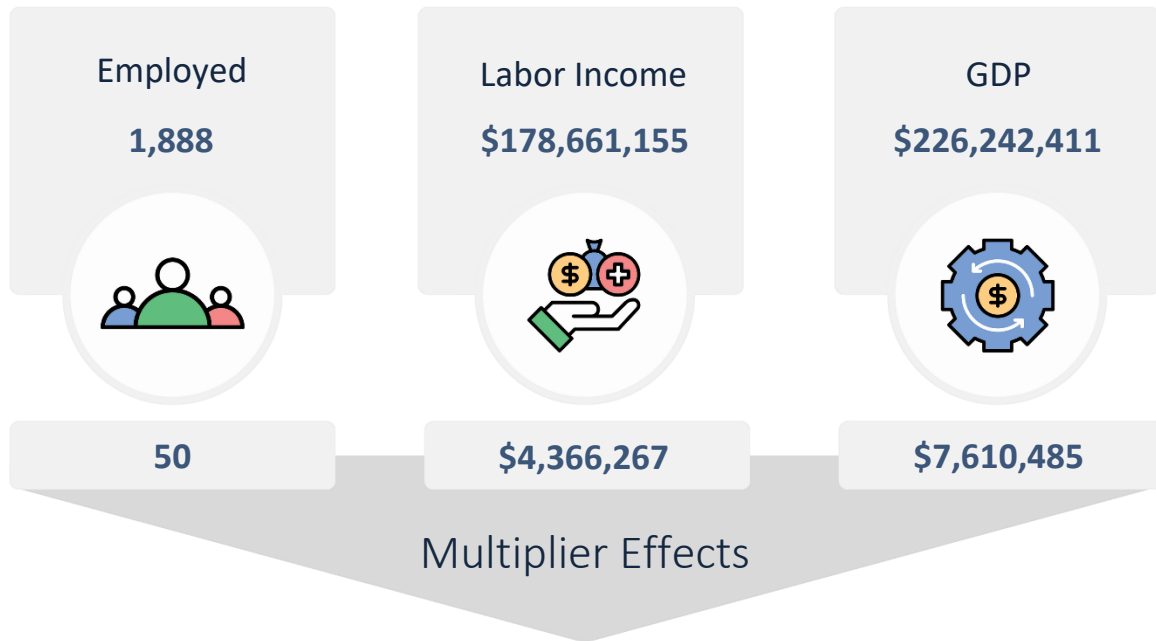 Employed
1,888
Labor Income
$178,661,155
GDP
$226,242,411
$
$
50
$4,366,267
$7,610,485
Multiplier Effects